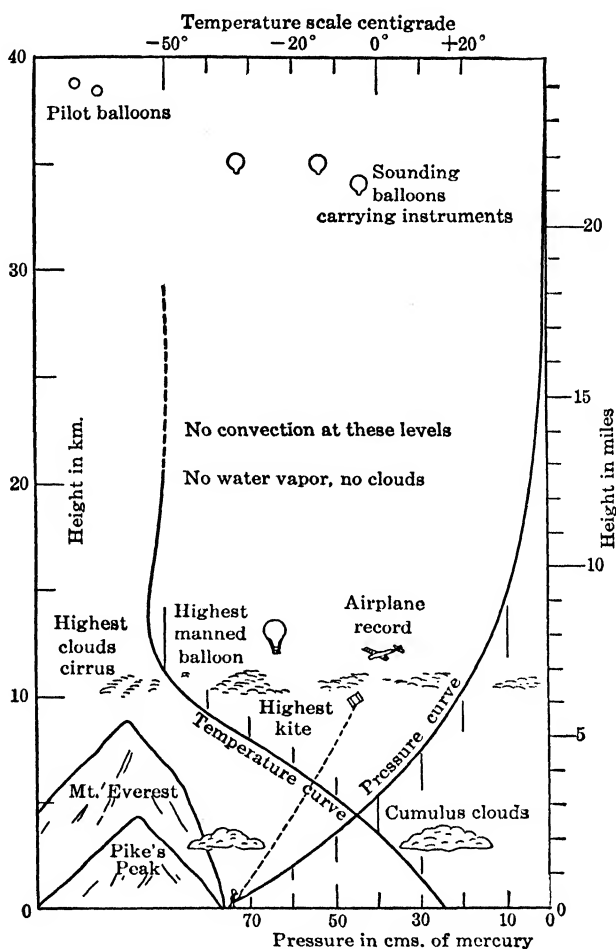 Temperature scale centigrade
−50° −20° 0° +20°
40
Pilot balloons
Sounding
balloons
carrying instruments
20
30
15
No convection at these levels
No water vapor, no clouds
Height in km.
Height in miles
20
10
Highest
clouds
cirrus
Highest
manned
balloon
Airplane
record
10
Highest
kite
Temperature curve
Pressure curve
5
Mt. Everest
Cumulus clouds
Pike's
Peak
0
70 50 30 10 0
0
Pressure in cms. of mercury